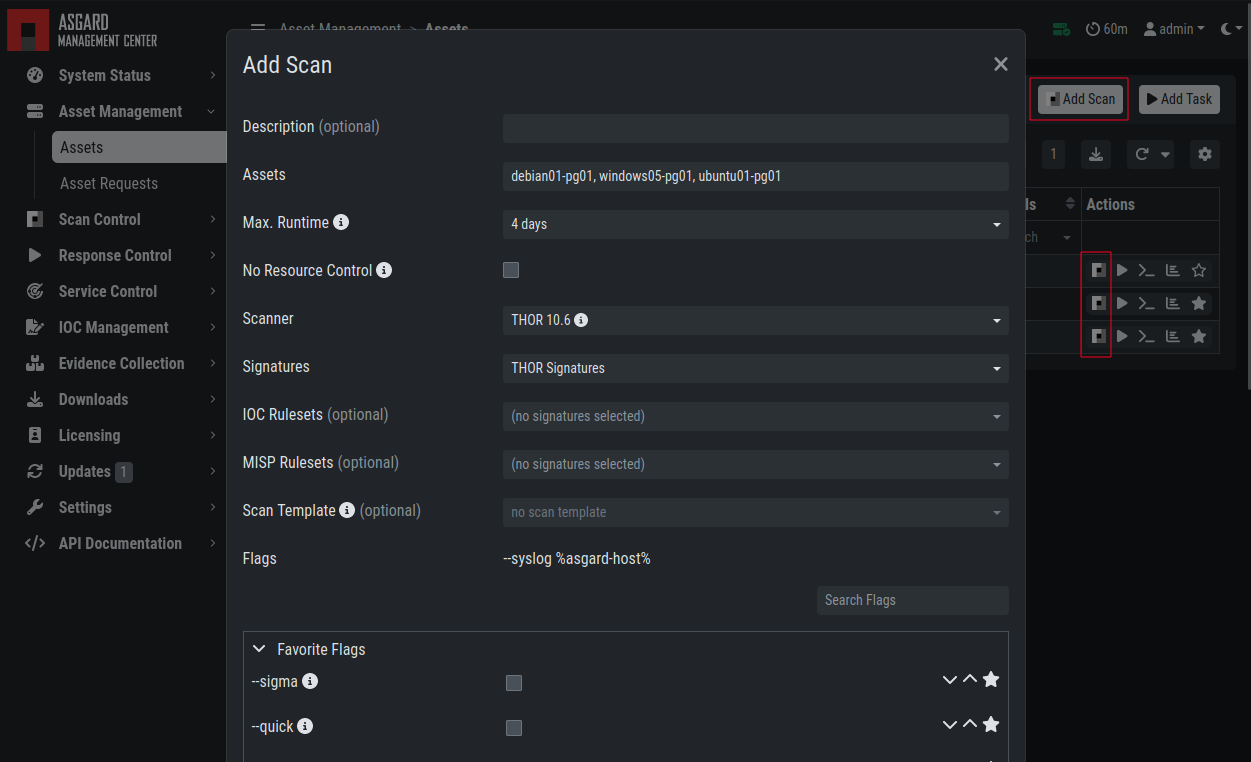 ASGARD
MANAGEMENT CENTER
Asset Management > Assets
60m
admin
System Status
Asset Management
Assets
Asset Requests
Scan Control
Response Control
Service Control
IOC Management
Evidence Collection
Downloads
Licensing
Updates 1
Settings
API Documentation
Add Scan
Description (optional)
Assets debian01-pg01, windows05-pg01, ubuntu01-pg01
Max. Runtime 4 days
No Resource Control
Scanner THOR 10.6
Signatures THOR Signatures
IOC Rulesets (optional) (no signatures selected)
MISP Rulesets (optional) (no signatures selected)
Scan Template (optional) no scan template
Flags --syslog %asgard-host%
Search Flags
Favorite Flags
--sigma
--quick
Add Scan Add Task
1
ls Actions
ch